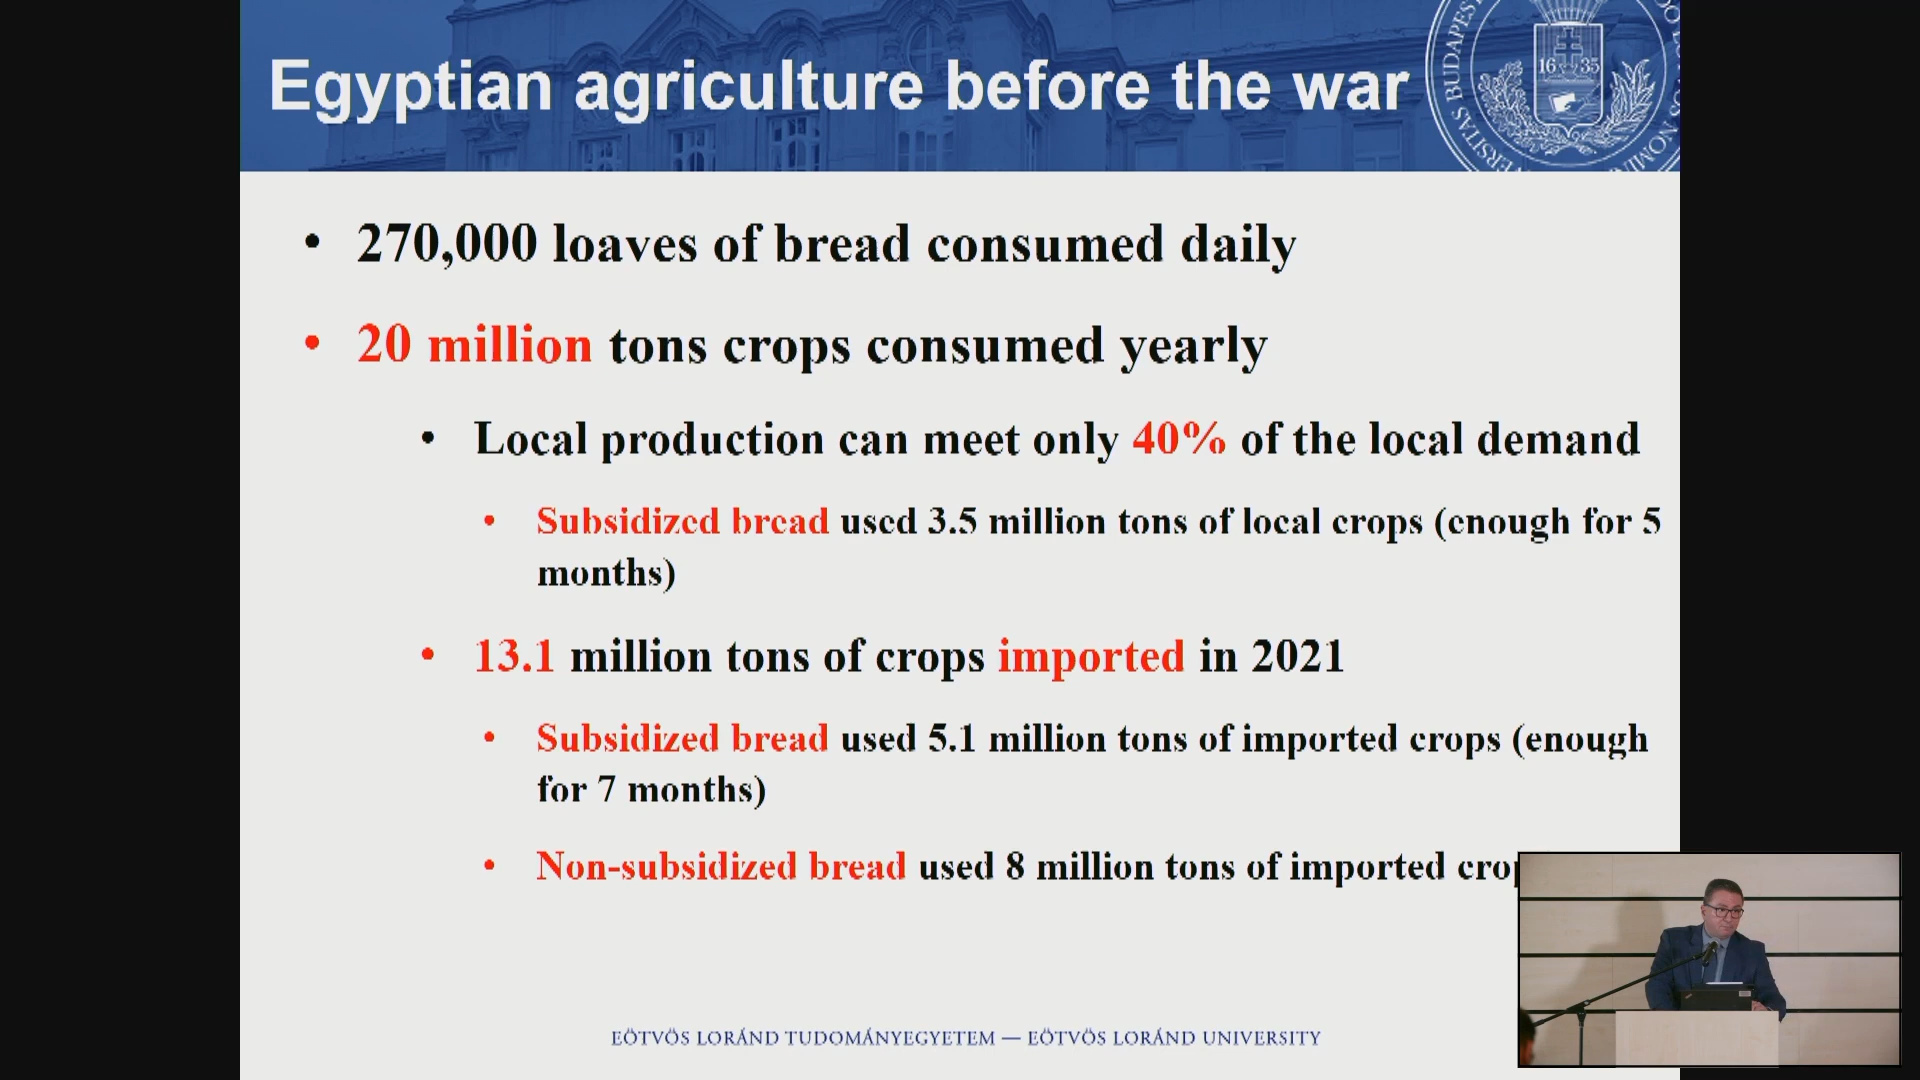 Egyptian agriculture before the war
16 35
• 270,000 loaves of bread consumed daily
• 20 million tons crops consumed yearly
• Local production can meet only 40% of the local demand
• Subsidized bread used 3.5 million tons of local crops (enough for 5
months)
• 13.1 million tons of crops imported in 2021
• Subsidized bread used 5.1 million tons of imported crops (enough
for 7 months)
• Non-subsidized bread used 8 million tons of imported
EÖTVÖS LORÁND TUDOMÁNYEGYETEM — EÖTVÖS LORÁND UNIVERSITY